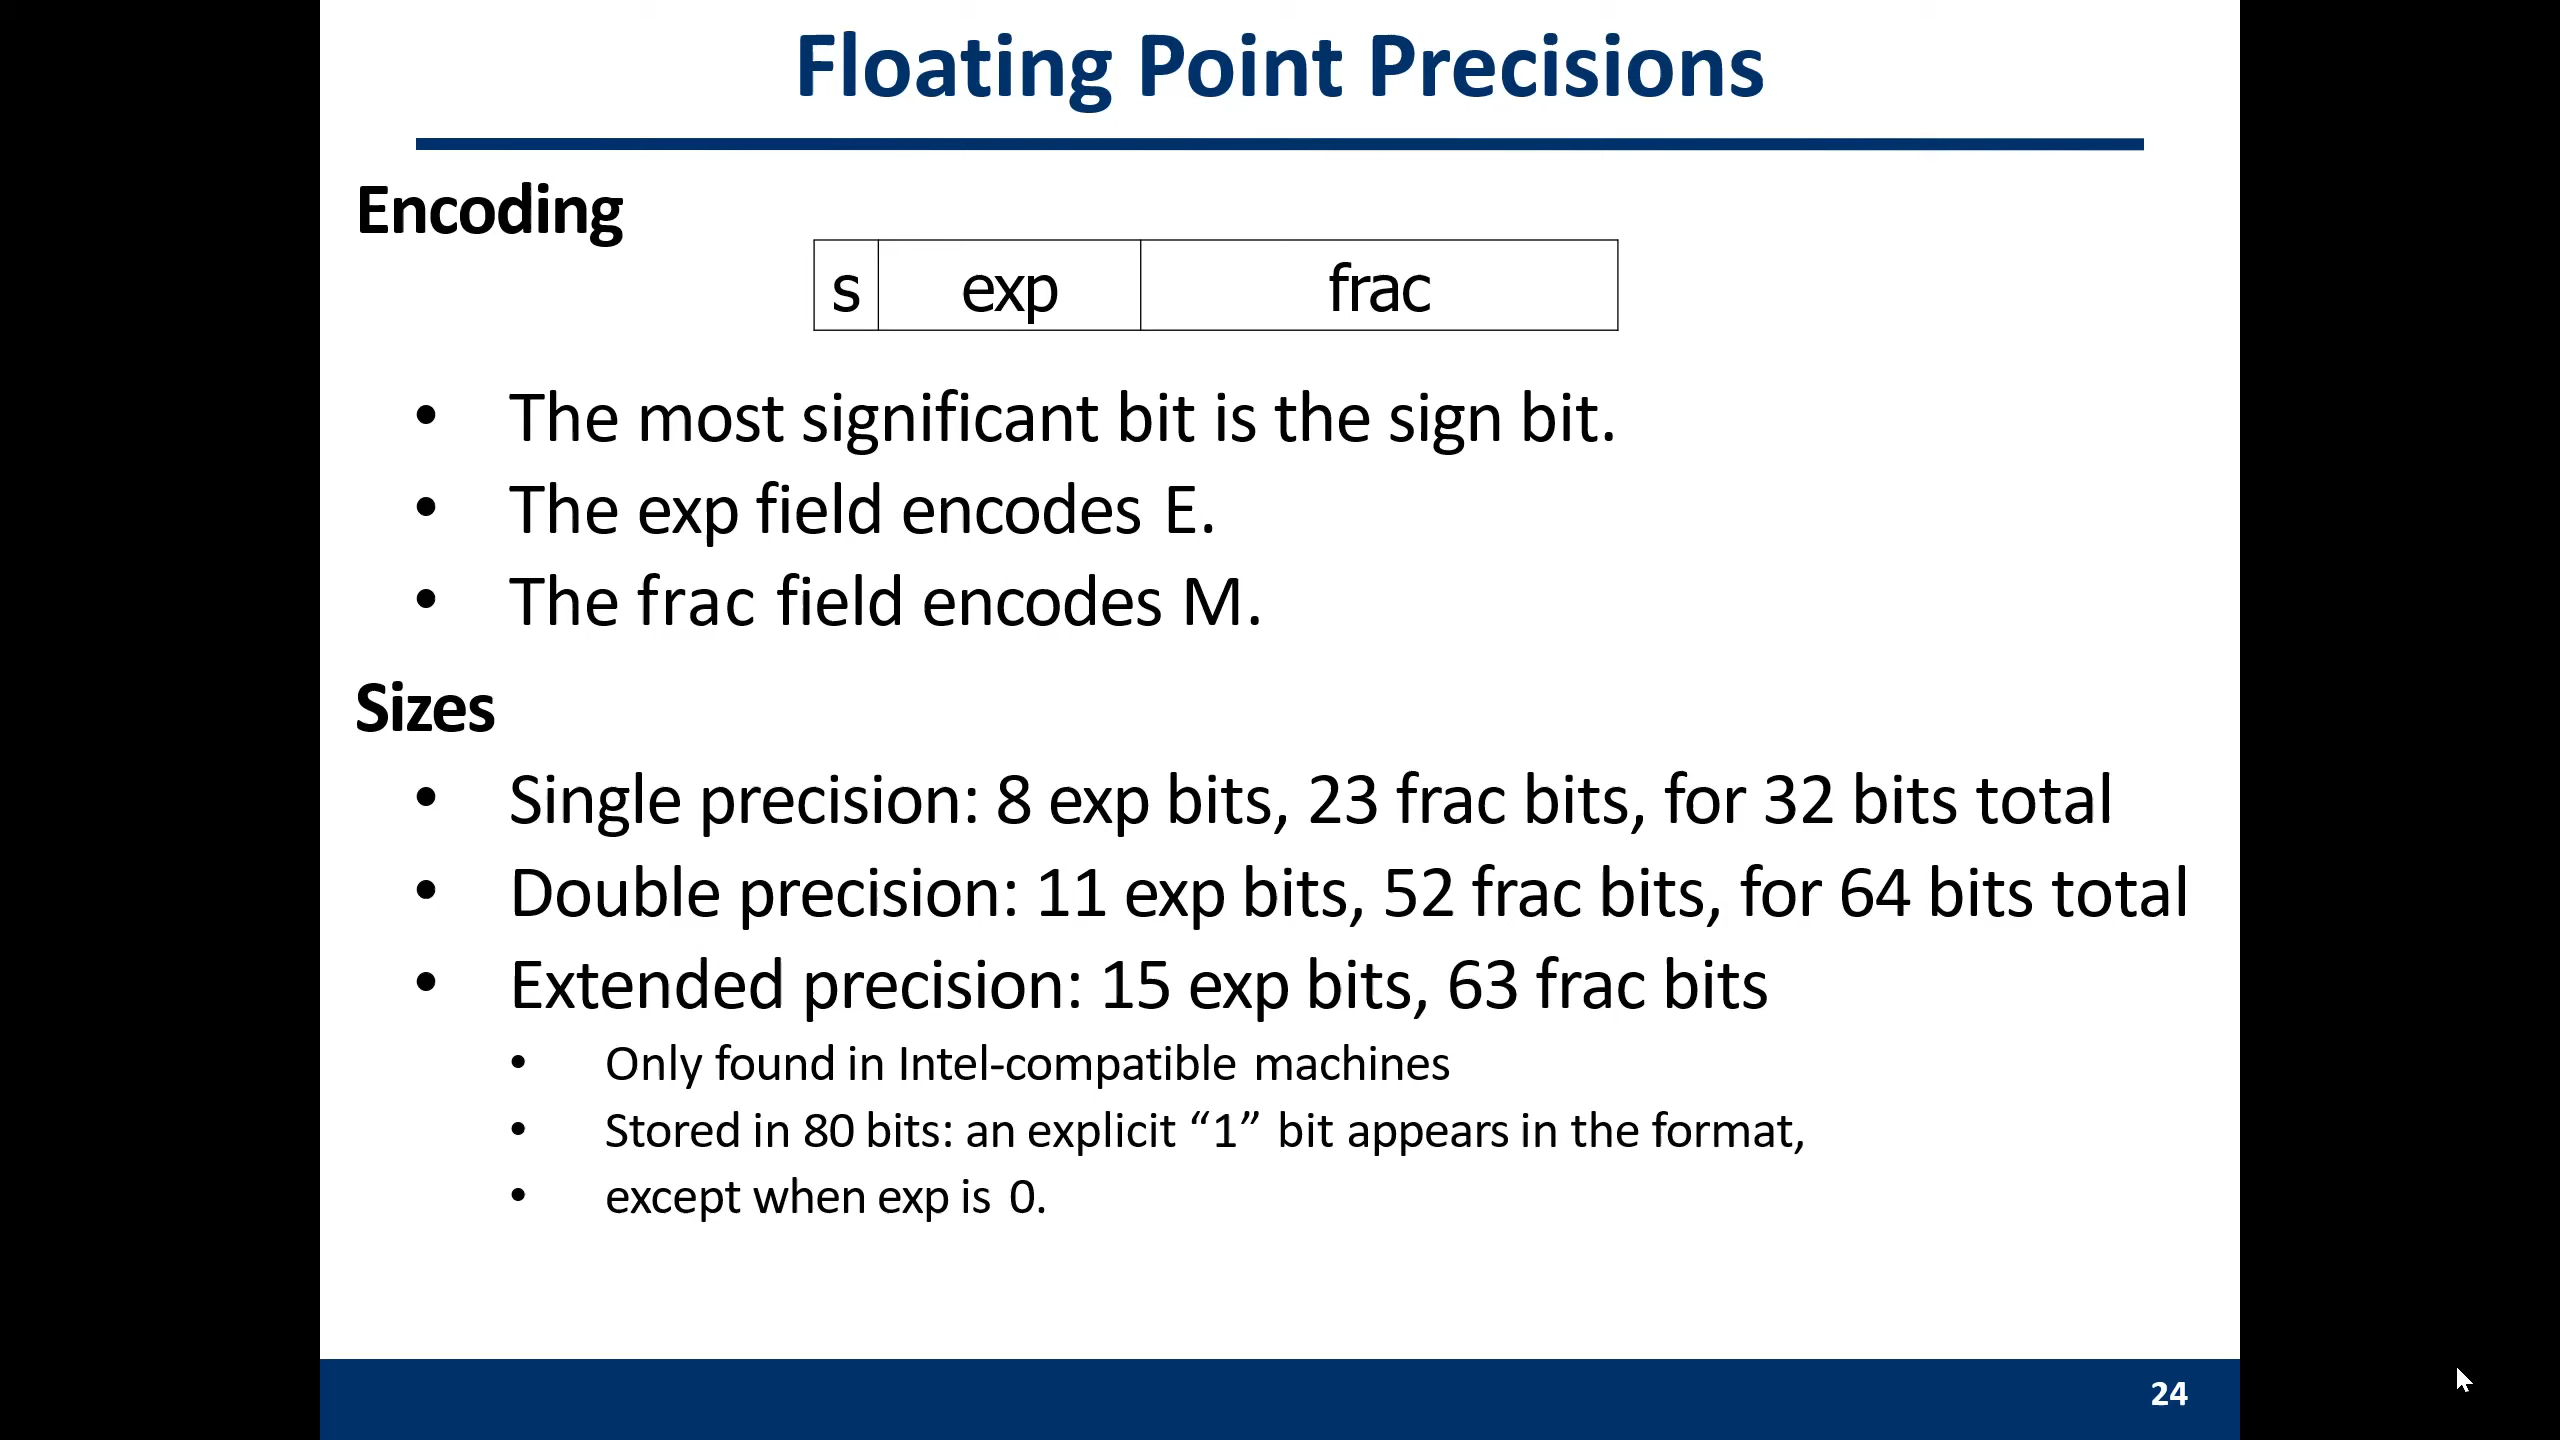 Floating Point Precisions
Encoding
s exp frac
• The most significant bit is the sign bit.
• The exp field encodes E.
• The frac field encodes M.
Sizes
• Single precision: 8 exp bits, 23 frac bits, for 32 bits total
• Double precision: 11 exp bits, 52 frac bits, for 64 bits total
• Extended precision: 15 exp bits, 63 frac bits
• Only found in Intel-compatible machines
• Stored in 80 bits: an explicit “1” bit appears in the format,
• except when exp is 0.
24